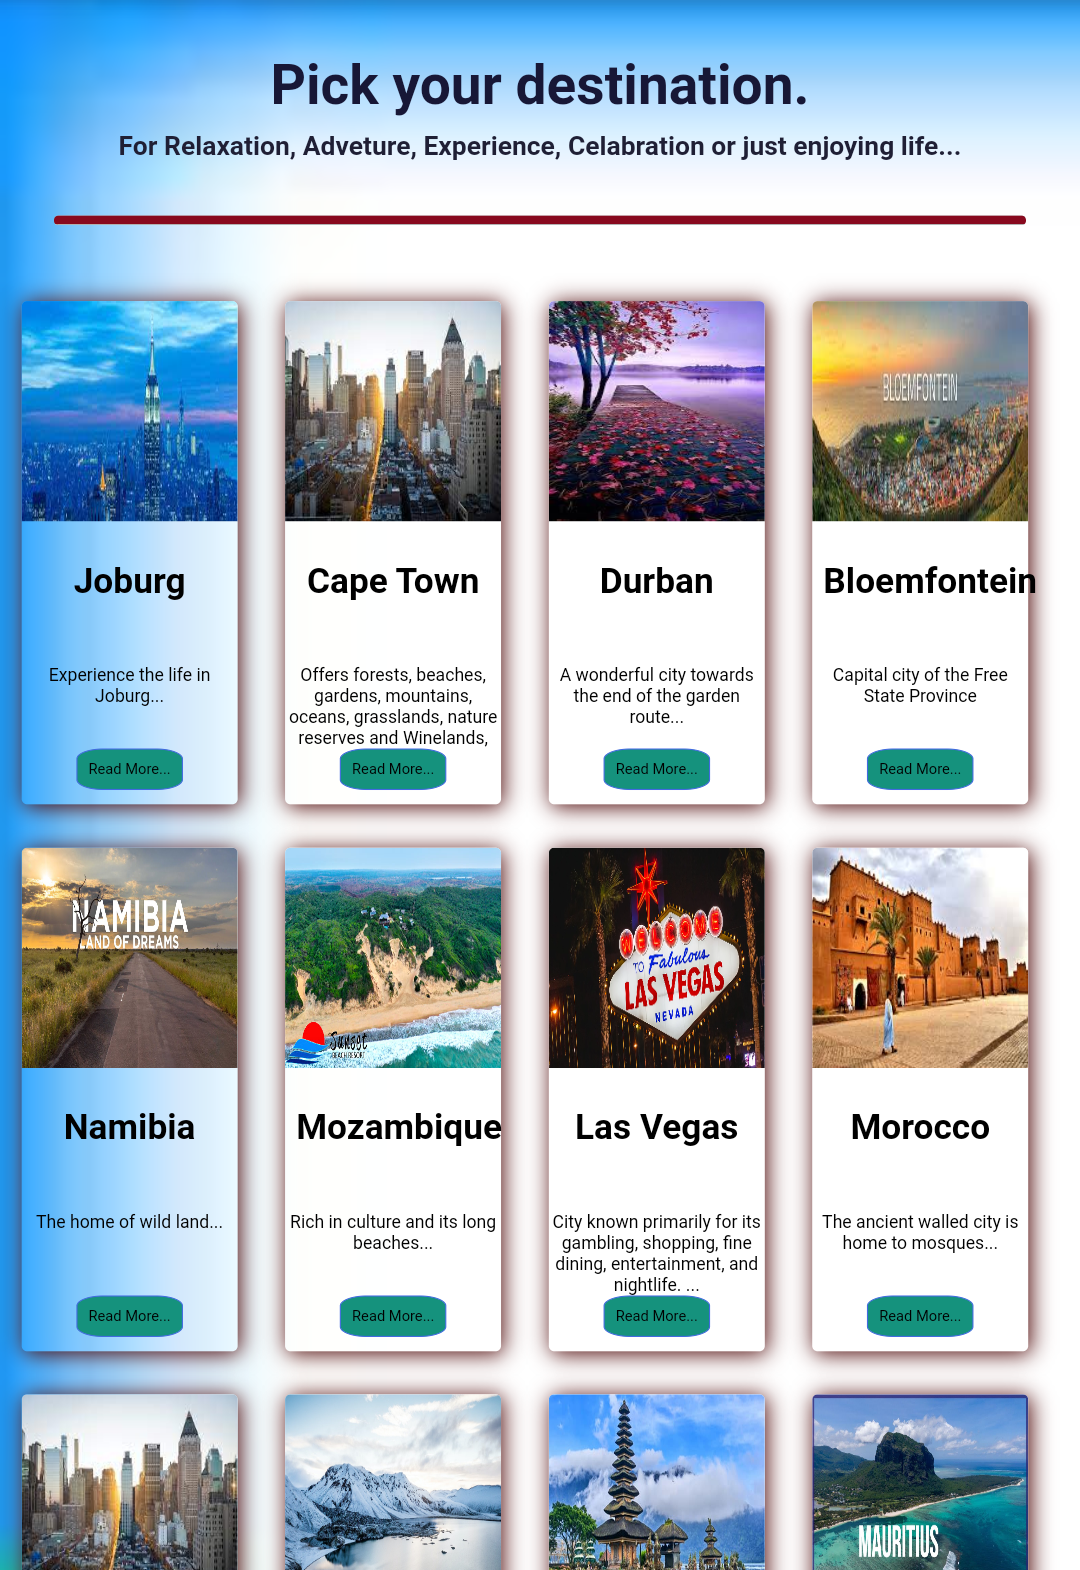 Pick your destination.
For Relaxation, Adveture, Experience, Celabration or just enjoying life...
BLOEMFONTEIN
Joburg
Cape Town
Durban
Bloemfontein
Experience the life in
Joburg...
Offers forests, beaches,
gardens, mountains,
oceans, grasslands, nature
reserves and Winelands,
A wonderful city towards
the end of the garden
route...
Capital city of the Free
State Province
Read More...
Read More...
Read More...
Read More...
NAMIBIA
LAND OF DREAMS
Sunset
BEACH RESORT
WELCOME
TO Fabulous
LAS VEGAS
NEVADA
Namibia
Mozambique
Las Vegas
Morocco
The home of wild land...
Rich in culture and its long
beaches...
City known primarily for its
gambling, shopping, fine
dining, entertainment, and
nightlife. ...
The ancient walled city is
home to mosques...
Read More...
Read More...
Read More...
Read More...
MAURITIUS